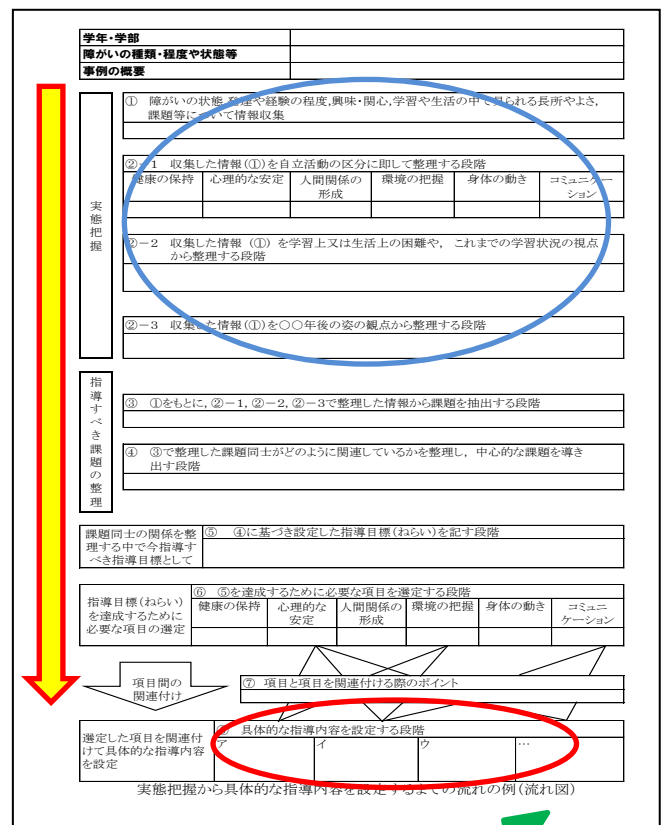 学年・学部
障がいの種類・程度や状態等
事例の概要
実態把握
① 障がいの状態,発達や経験の程度,興味・関心,学習や生活の中で見られる長所やよさ,
課題等について情報収集
②－1 収集した情報(①)を自立活動の区分に即して整理する段階
健康の保持 心理的な安定 人間関係の 環境の把握 身体の動き コミュニケー
形成 ション
②－2 収集した情報 (①) を学習上又は生活上の困難や, これまでの学習状況の視点
から整理する段階
②－3 収集した情報(①)を〇〇年後の姿の観点から整理する段階
指導すべき課題の整理
③ ①をもとに,②－1,②－2,②－3で整理した情報から課題を抽出する段階
④ ③で整理した課題同士がどのように関連しているかを整理し, 中心的な課題を導き
出す段階
課題同士の関係を整
理する中で今指導す
べき指導目標として
⑤ ④に基づき設定した指導目標(ねらい)を記す段階
指導目標(ねらい)
を達成するために
必要な項目の選定
⑥ ⑤を達成するために必要な項目を選定する段階
健康の保持 心理的な 人間関係の 環境の把握 身体の動き コミュニ
安定 形成 ケーション
項目間の
関連付け
⑦ 項目と項目を関連付ける際のポイント
選定した項目を関連付
けて具体的な指導内容
を設定
具体的な指導内容を設定する段階
ア イ ウ …
実態把握から具体的な指導内容を設定するまでの流れの例(流れ図)